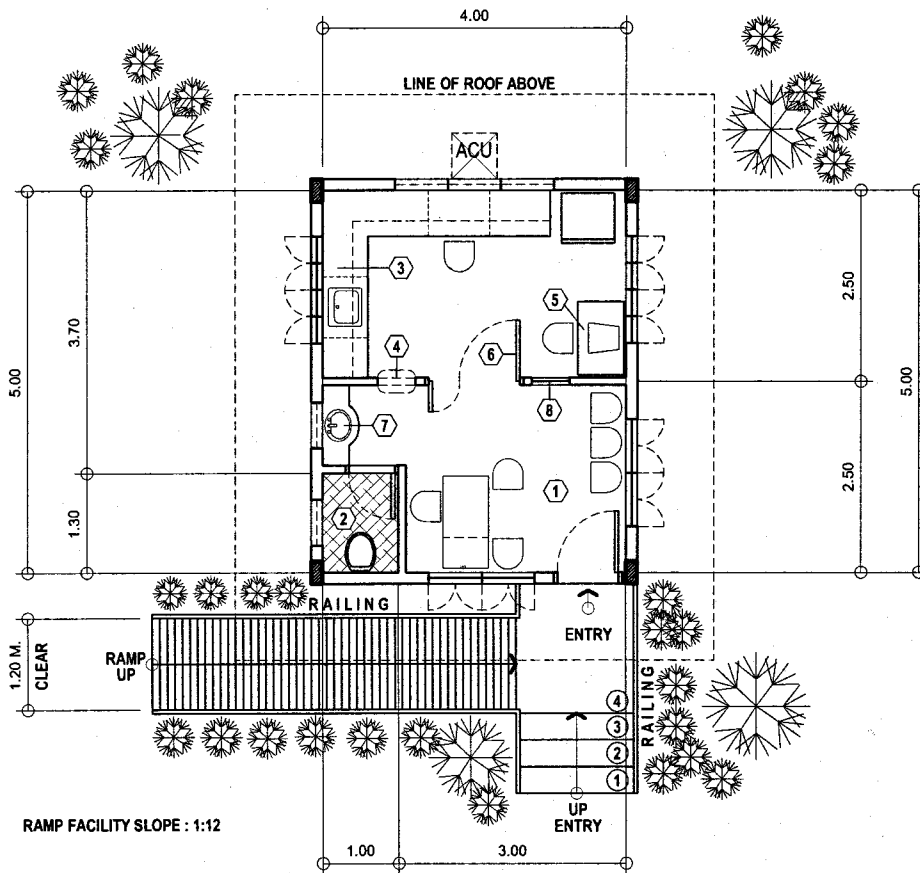 4.00
LINE OF ROOF ABOVE
ACU
3
5
2.50
3.70
4
6
5.00
5.00
8
7
1
2.50
2
1.30
RAILING
ENTRY
1.20 M.
CLEAR
RAMP
UP
RAILING
4
3
2
1
UP
ENTRY
RAMP FACILITY SLOPE : 1:12
1.00
3.00